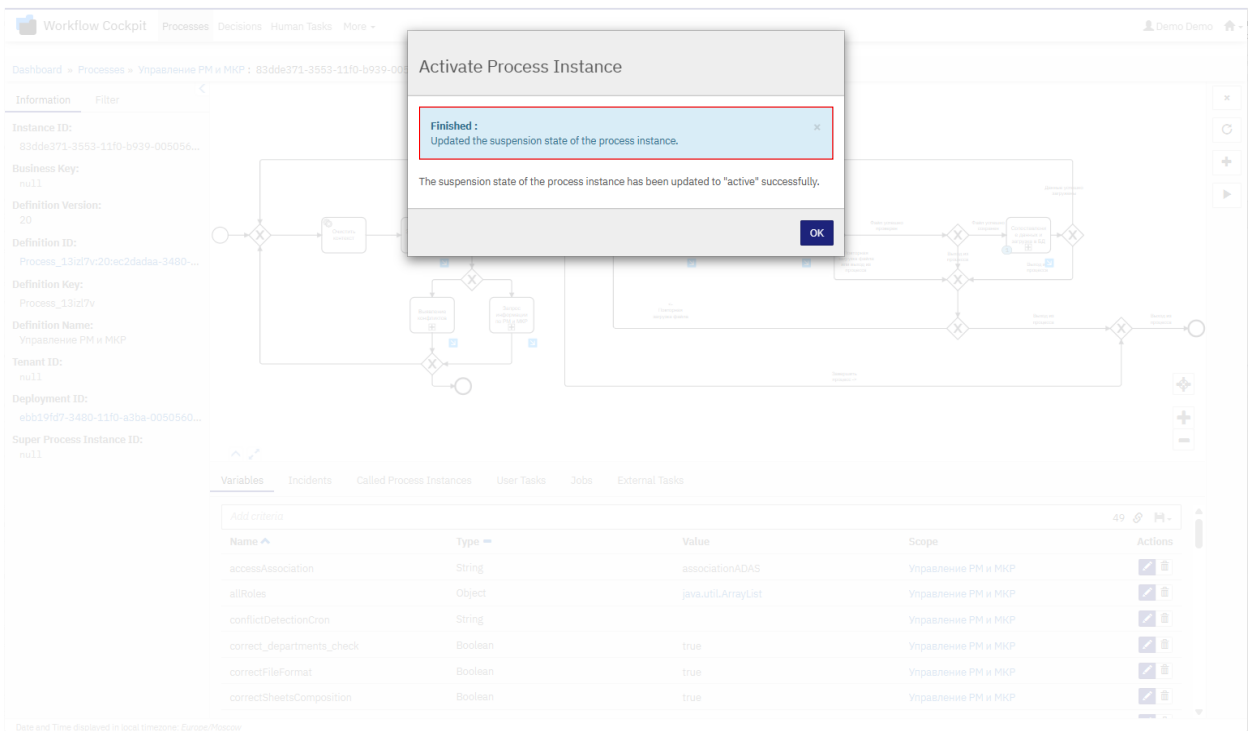 Workflow Cockpit Processes Decisions Human Tasks More
Demo Demo
Dashboard » Processes » Управление РМ и МКР : 83dde371-3553-11f0-b939-005
Activate Process Instance
Information Filter
Finished :
Updated the suspension state of the process instance.
The suspension state of the process instance has been updated to "active" successfully.
OK
Instance ID:
83dde371-3553-11f0-b939-005056...
Business Key:
null
Definition Version:
20
Definition ID:
Process_13izl7v:20:ec2dadaa-3480-...
Definition Key:
Process_13izl7v
Definition Name:
Управление РМ и МКР
Tenant ID:
null
Deployment ID:
ebb19fd7-3480-11f0-a3ba-0050560...
Super Process Instance ID:
null
Variables Incidents Called Process Instances User Tasks Jobs External Tasks
Add criteria
49
Name Type Value Scope Actions
accessAssociation String associationADAS Управление РМ и МКР
allRoles Object java.util.ArrayList Управление РМ и МКР
conflictDetectionCron String Управление РМ и МКР
correct_departments_check Boolean true Управление РМ и МКР
correctFileFormat Boolean true Управление РМ и МКР
correctSheetsComposition Boolean true Управление РМ и МКР
Date and Time displayed in local timezone: Europe/Moscow